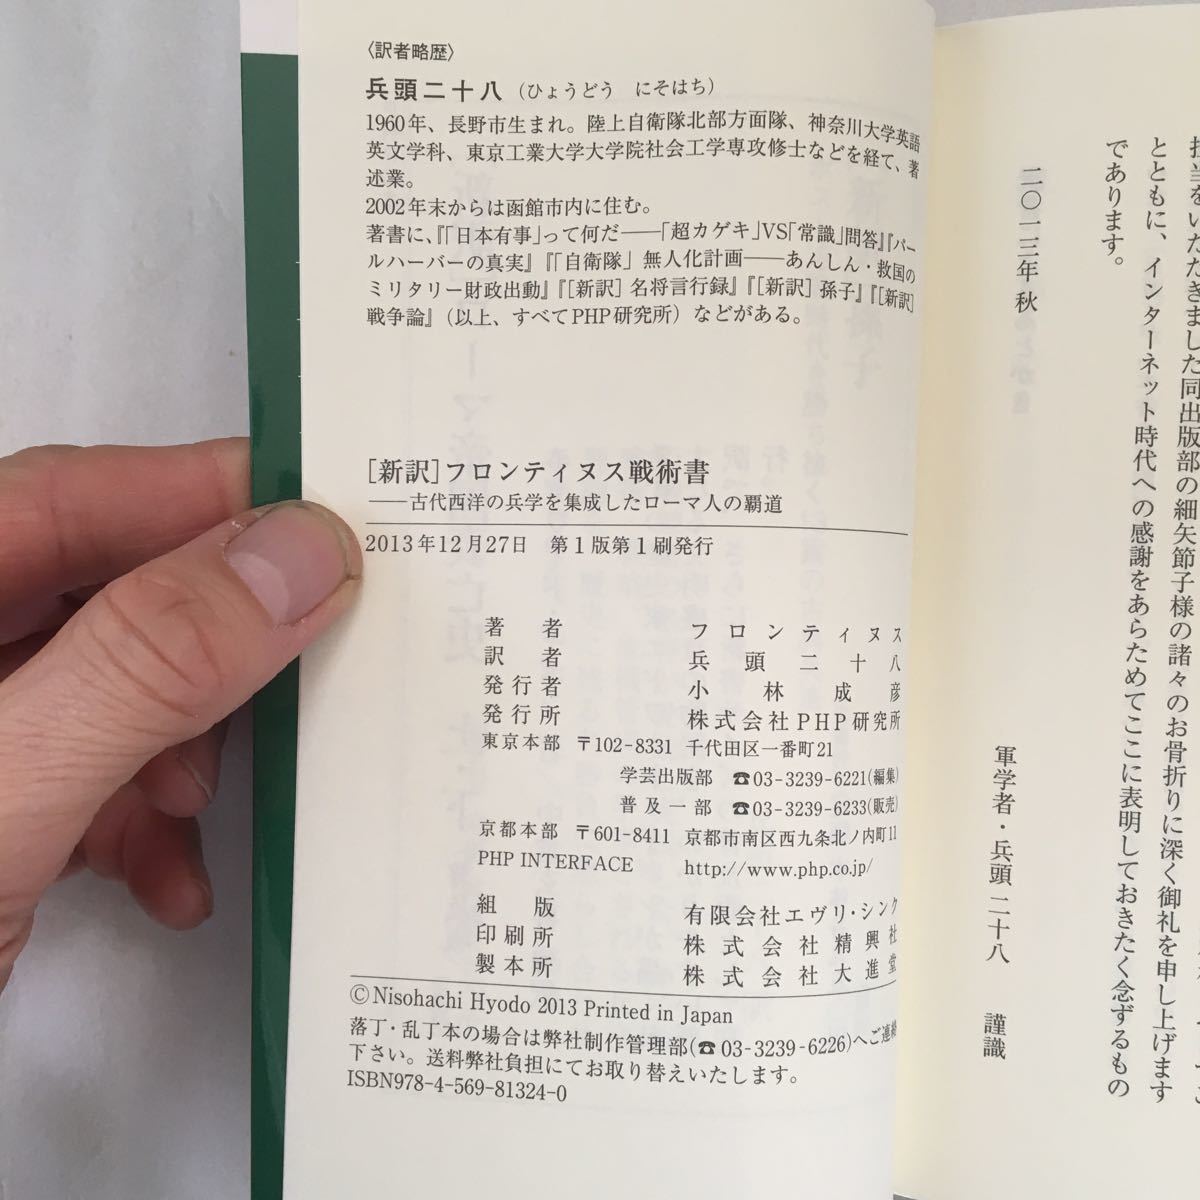 〈訳者略歴〉
兵頭二十八（ひょうどう　にそはち）
1960年、長野市生まれ。陸上自衛隊北部方面隊、神奈川大学英語
英文学科、東京工業大学大学院社会工学専攻修士などを経て、著
述業。
2002年末からは函館市内に住む。
著書に、『「日本有事」って何だ――「超カゲキ」VS「常識」問答』『パー
ルハーバーの真実』『「自衛隊」無人化計画――あんしん・救国の
ミリタリー財政出動』『［新訳］名将言行録』『［新訳］孫子』『［新訳］
戦争論』（以上、すべてPHP研究所）などがある。
［新訳］フロンティヌス戦術書
――古代西洋の兵学を集成したローマ人の覇道
2013年12月27日　第1版第1刷発行
著者　フロンティヌス
訳者　兵頭二十八
発行者　小林成彦
発行所　株式会社PHP研究所
東京本部　〒102-8331　千代田区一番町21
学芸出版部　☎03-3239-6221(編集)
普及一部　☎03-3239-6233(販売)
京都本部　〒601-8411　京都市南区西九条北ノ内町11
PHP INTERFACE　http://www.php.co.jp/
組版　有限会社エヴリ・シンク
印刷所　株式会社精興社
製本所　株式会社大進堂
©Nisohachi Hyodo 2013 Printed in Japan
落丁・乱丁本の場合は弊社制作管理部(☎03-3239-6226)へご連絡
下さい。送料弊社負担にてお取り替えいたします。
ISBN978-4-569-81324-0
担当をいただきました同出版部の細矢節子様の諸々のお骨折りに深く御礼を申し上げます
とともに、インターネット時代への感謝をあらためてここに表明しておきたく念ずるもの
であります。
二〇一三年 秋
軍学者・兵頭二十八　謹識